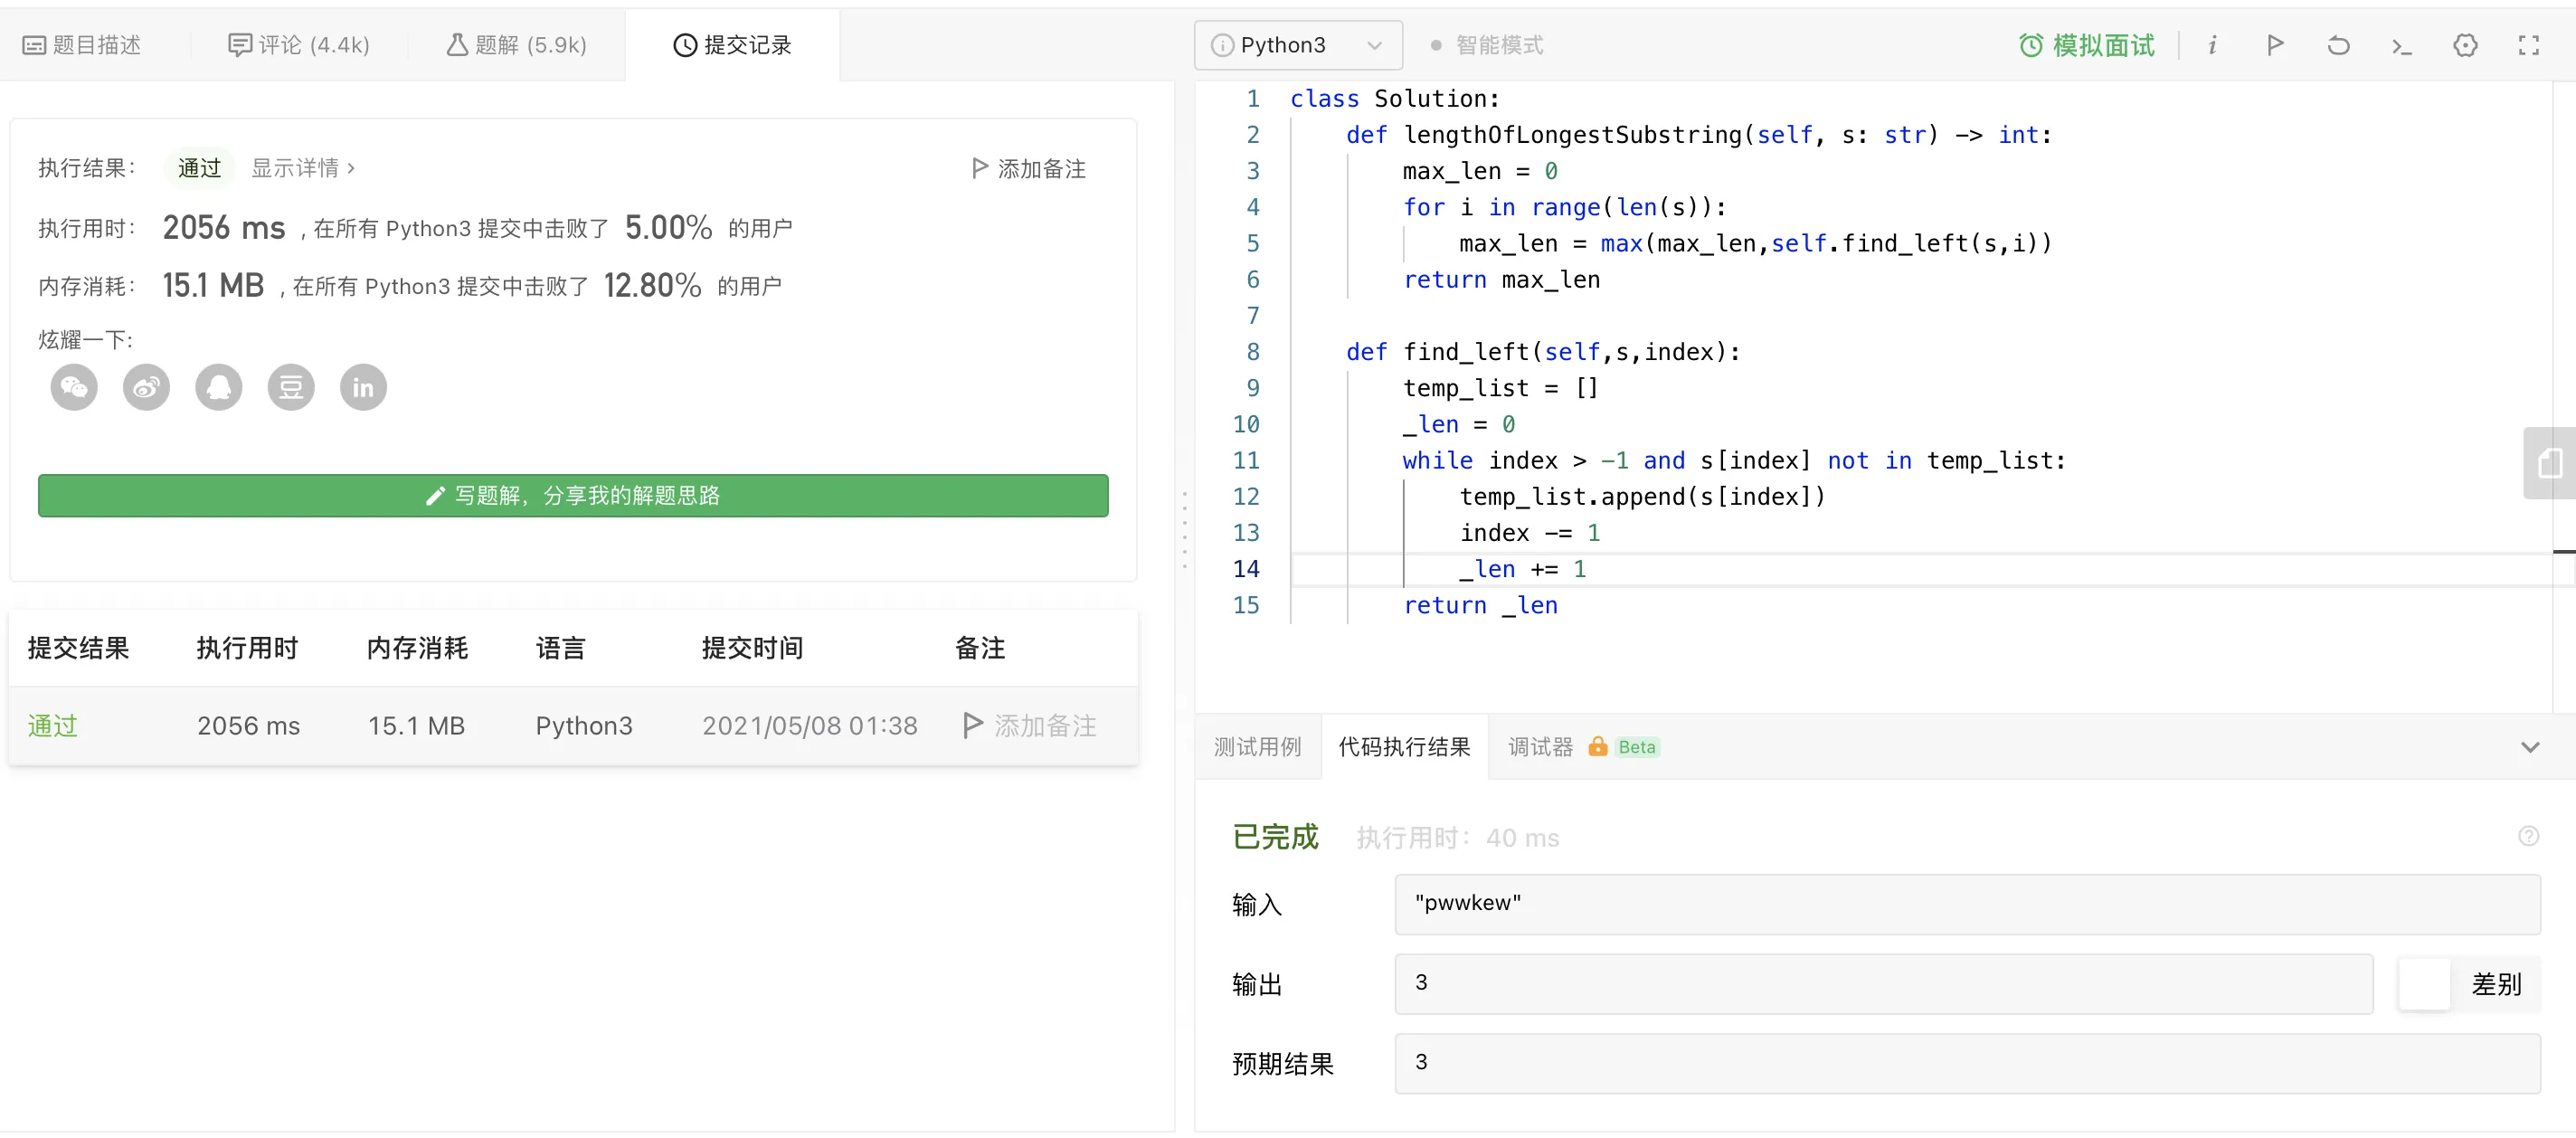 题目描述
评论 (4.4k)
题解 (5.9k)
提交记录
执行结果：
通过
显示详情 >
添加备注
执行用时：2056 ms , 在所有 Python3 提交中击败了 5.00% 的用户
内存消耗：15.1 MB , 在所有 Python3 提交中击败了 12.80% 的用户
炫耀一下:
豆
in
写题解，分享我的解题思路
提交结果 执行用时 内存消耗 语言 提交时间 备注
通过 2056 ms 15.1 MB Python3 2021/05/08 01:38 添加备注
i Python3
智能模式
模拟面试
i
1 class Solution:
2     def lengthOfLongestSubstring(self, s: str) -> int:
3         max_len = 0
4         for i in range(len(s)):
5             max_len = max(max_len,self.find_left(s,i))
6         return max_len
7
8     def find_left(self,s,index):
9         temp_list = []
10         _len = 0
11         while index > -1 and s[index] not in temp_list:
12             temp_list.append(s[index])
13             index -= 1
14             _len += 1
15         return _len
测试用例
代码执行结果
调试器 Beta
已完成 执行用时：40 ms
?
输入
"pwwkew"
输出
3
差别
预期结果
3